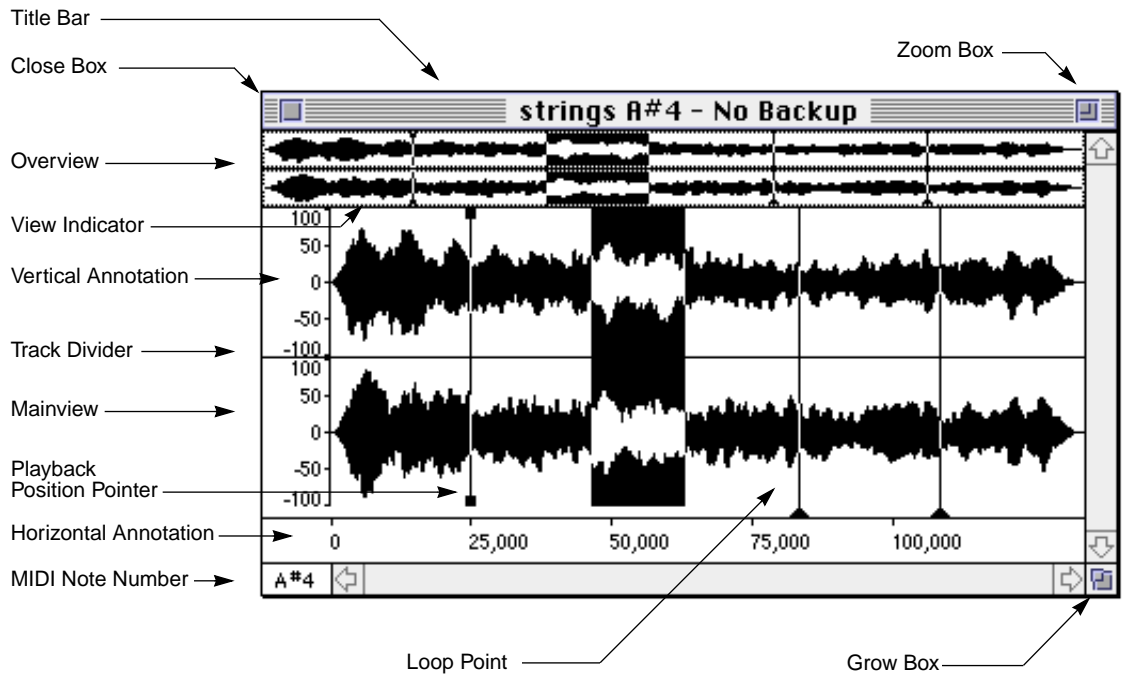 Title Bar
Zoom Box
Close Box
strings A#4 - No Backup
Overview
View Indicator
100
50
Vertical Annotation
0
-50
Track Divider
-100
100
50
Mainview
0
Playback
Position Pointer
-50
-100
Horizontal Annotation
0 25,000 50,000 75,000 100,000
MIDI Note Number
A#4
Loop Point
Grow Box